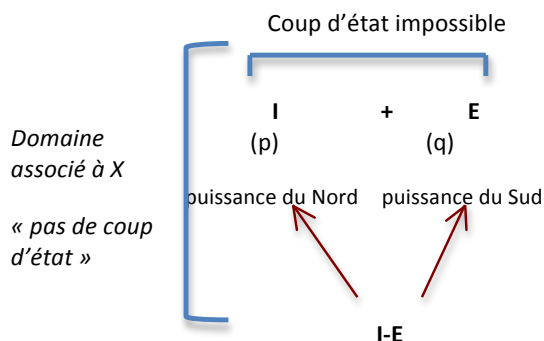 Coup d'état impossible
I + E
(p) (q)
Domaine
associé à X
puissance du Nord puissance du Sud
« pas de coup
d'état »
I-E